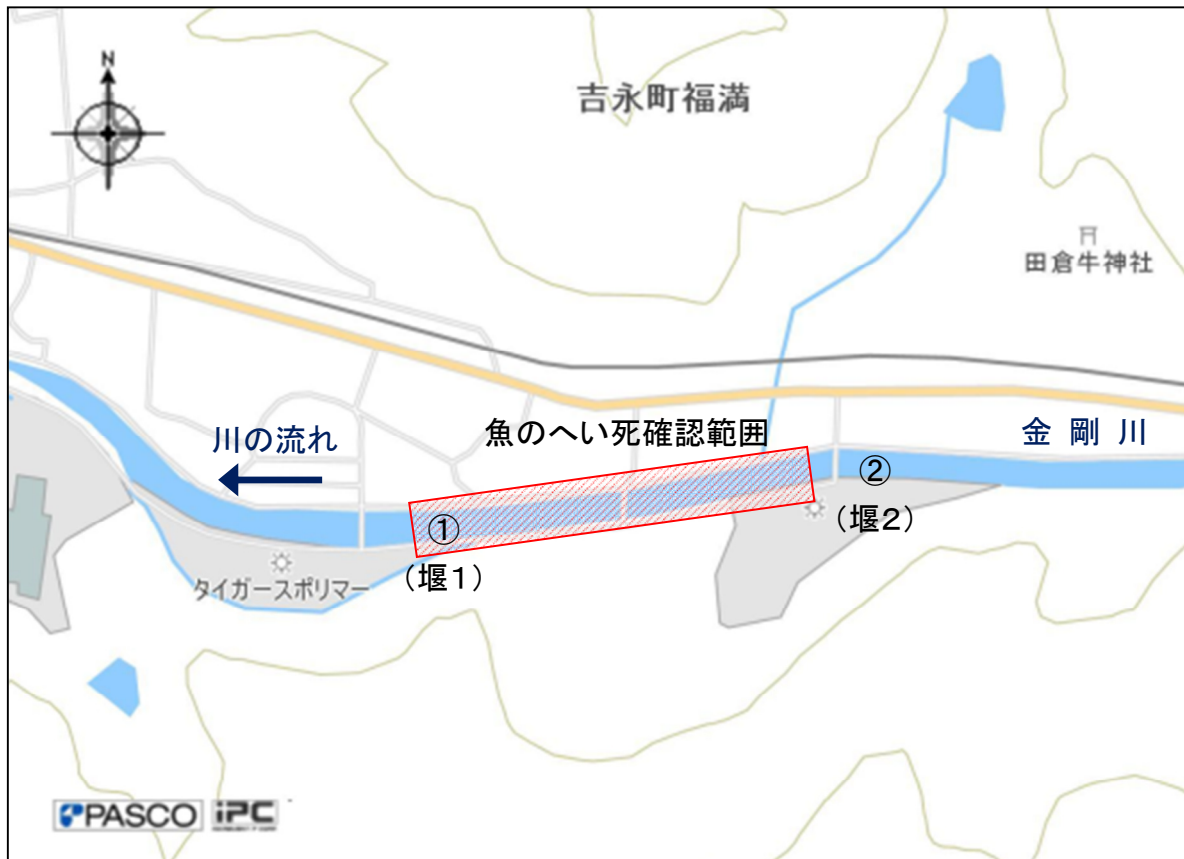 N
吉永町福満
田倉牛神社
魚のへい死確認範囲
川の流れ
金剛川
①
②
(堰1)
(堰2)
タイガースポリマー
PASCO iPC